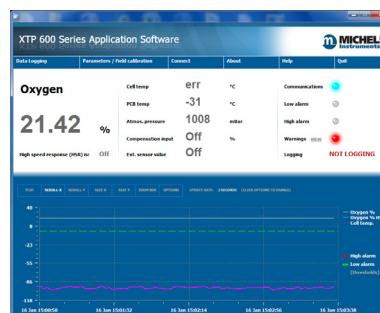 XTP 600 Series Application Software
MICHELL
Instruments
Data Logging Parameters / Field calibration Connect About Help Quit
Oxygen
21.42 %
High speed response (HSR) is: Off
Cell temp err °C
PCB temp -31 °C
Atmos. pressure 1008 mBar
Compensation input Off %
Ext. sensor value Off
Communications
Low alarm
High alarm
Warnings VIEW
Logging NOT LOGGING
PLOT SCROLL-X SCROLL-Y SIZE-X SIZE-Y ZOOM BOX OPTIONS UPDATE RATE: 2 SECONDS (CLICK OPTIONS TO CHANGE)
40
8
-23
-55
-86
-118
16 Jan 15:00:50 16 Jan 15:01:32 16 Jan 15:02:14 16 Jan 15:02:56 16 Jan 15:03:38
Oxygen %
Oxygen % H
Cell temp.
High alarm
Low alarm
(thresholds)